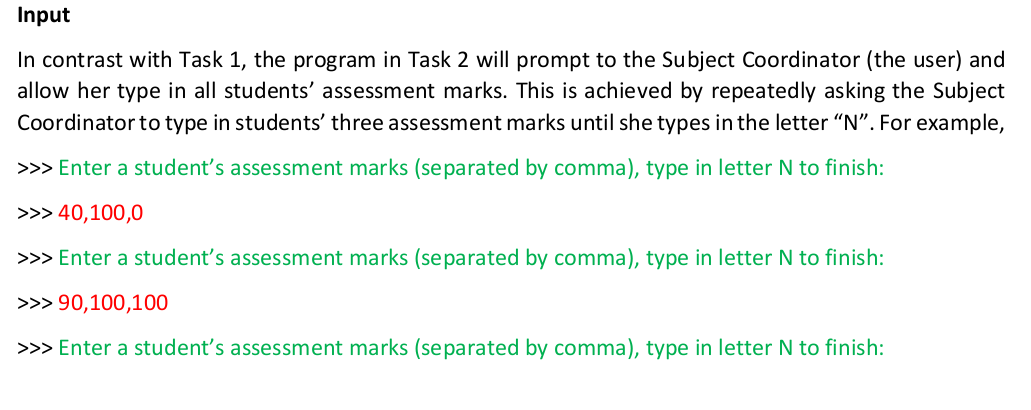 Input
In contrast with Task 1, the program in Task 2 will prompt to the Subject Coordinator (the user) and
allow her type in all students’ assessment marks. This is achieved by repeatedly asking the Subject
Coordinator to type in students’ three assessment marks until she types in the letter “N”. For example,
>>> Enter a student’s assessment marks (separated by comma), type in letter N to finish:
>>> 40,100,0
>>> Enter a student’s assessment marks (separated by comma), type in letter N to finish:
>>> 90,100,100
>>> Enter a student’s assessment marks (separated by comma), type in letter N to finish: